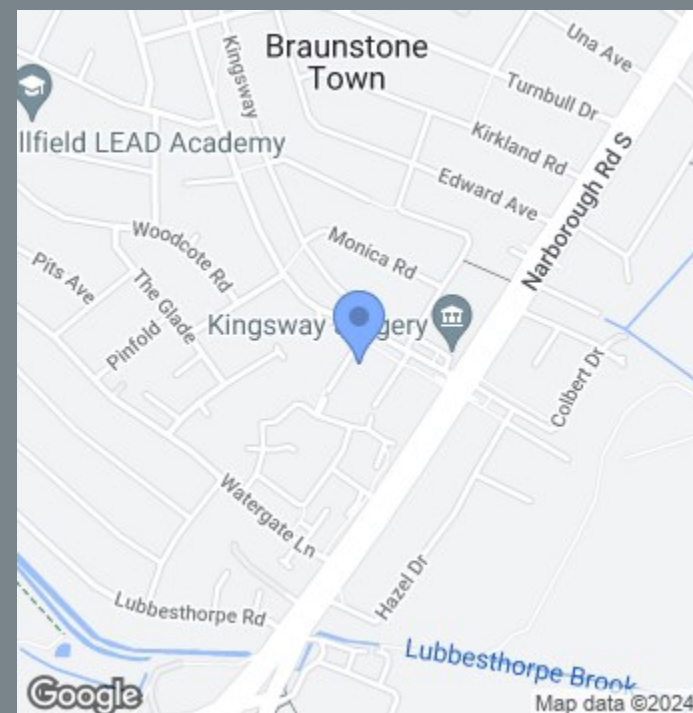 Braunstone
Town
Una Ave
Turnbull Dr
Kingsway
Kirkland Rd
llfield LEAD Academy
Edward Ave
Narborough Rd S
Woodcote Rd
Monica Rd
Pits Ave
The Glade
Pinfold
Kingsway
Colbert Dr
Watergate Ln
Hazel Dr
Lubbesthorpe Rd
Lubbesthorpe Brook
Google
Map data ©2024